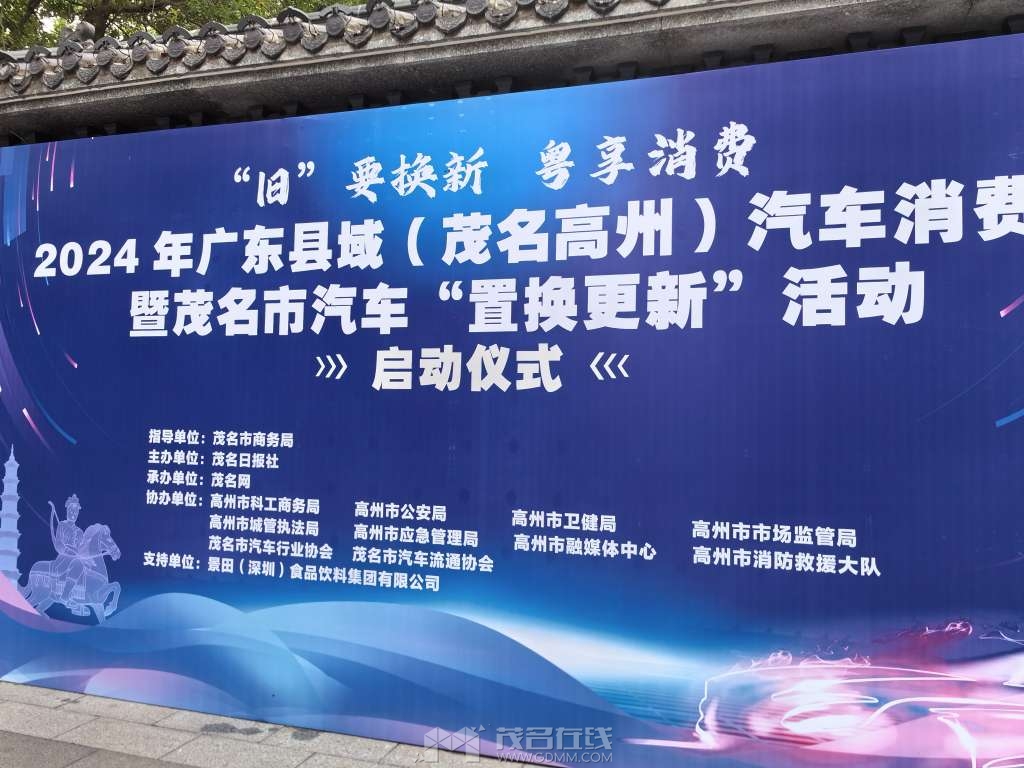 “旧”要换新 粤享消费
2024年广东县域（茂名高州）汽车消费
暨茂名市汽车“置换更新”活动
》》》启动仪式《《《
指导单位：茂名市商务局
主办单位：茂名日报社
承办单位：茂名网
协办单位：高州市科工商务局 高州市公安局 高州市卫健局 高州市市场监管局
高州市城管执法局 高州市应急管理局 高州市融媒体中心 高州市消防救援大队
茂名市汽车行业协会 茂名市汽车流通协会
支持单位：景田（深圳）食品饮料集团有限公司
茂名在线
WWW.GDMM.COM